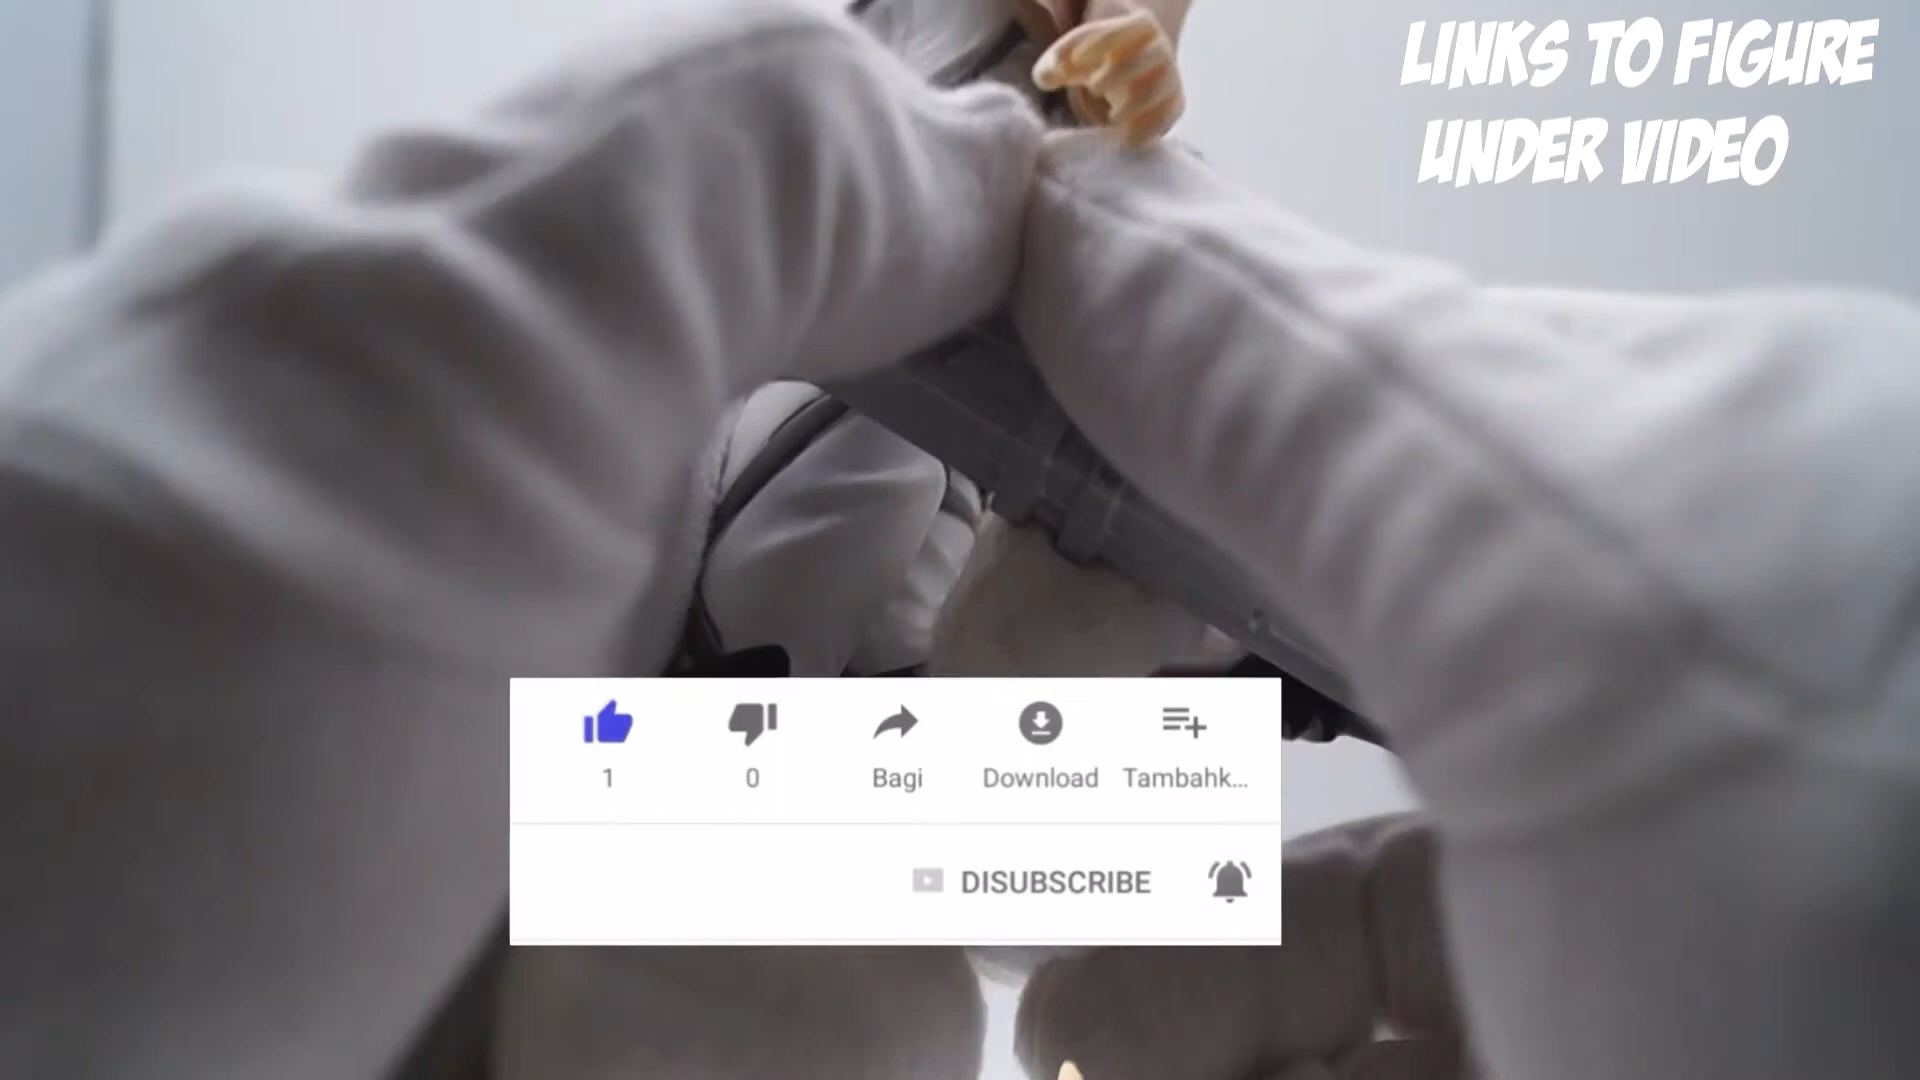 LINKS TO FIGURE
UNDER VIDEO
1
0
Bagi
Download
Tambahk...
DISUBSCRIBE